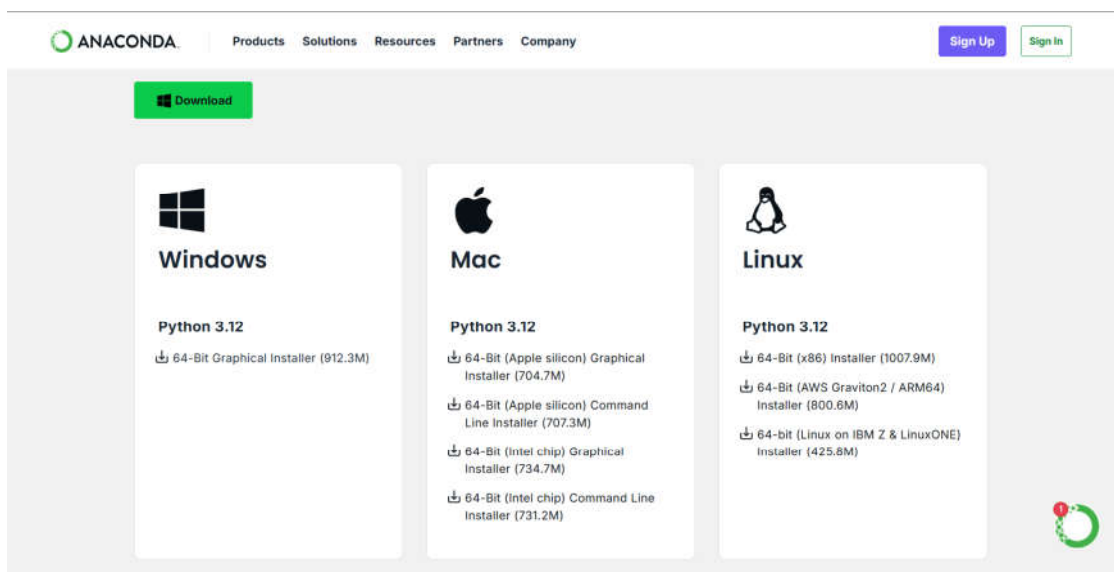 ANACONDA.
Products Solutions Resources Partners Company
Sign Up
Sign In
Download
Windows
Python 3.12
64-Bit Graphical Installer (912.3M)
Mac
Python 3.12
64-Bit (Apple silicon) Graphical
Installer (704.7M)
64-Bit (Apple silicon) Command
Line Installer (707.3M)
64-Bit (Intel chip) Graphical
Installer (734.7M)
64-Bit (Intel chip) Command Line
Installer (731.2M)
Linux
Python 3.12
64-Bit (x86) Installer (1007.9M)
64-Bit (AWS Graviton2 / ARM64)
Installer (800.6M)
64-bit (Linux on IBM Z & LinuxONE)
Installer (425.8M)
1